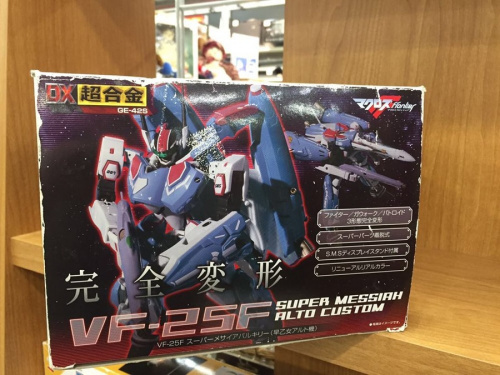 DX 超合金
GE-42S
マクロスF Frontier
ファイター/ガウォーク/バトロイド
3形態完全変形
スーパーパーツ着脱式
S.M.Sディスプレイスタンド付属
リニューアルリアルカラー
完全変形
VF-25F SUPER MESSIAH
ALTO CUSTOM
VF-25F スーパーメサイアバルキリー(早乙女アルト機)